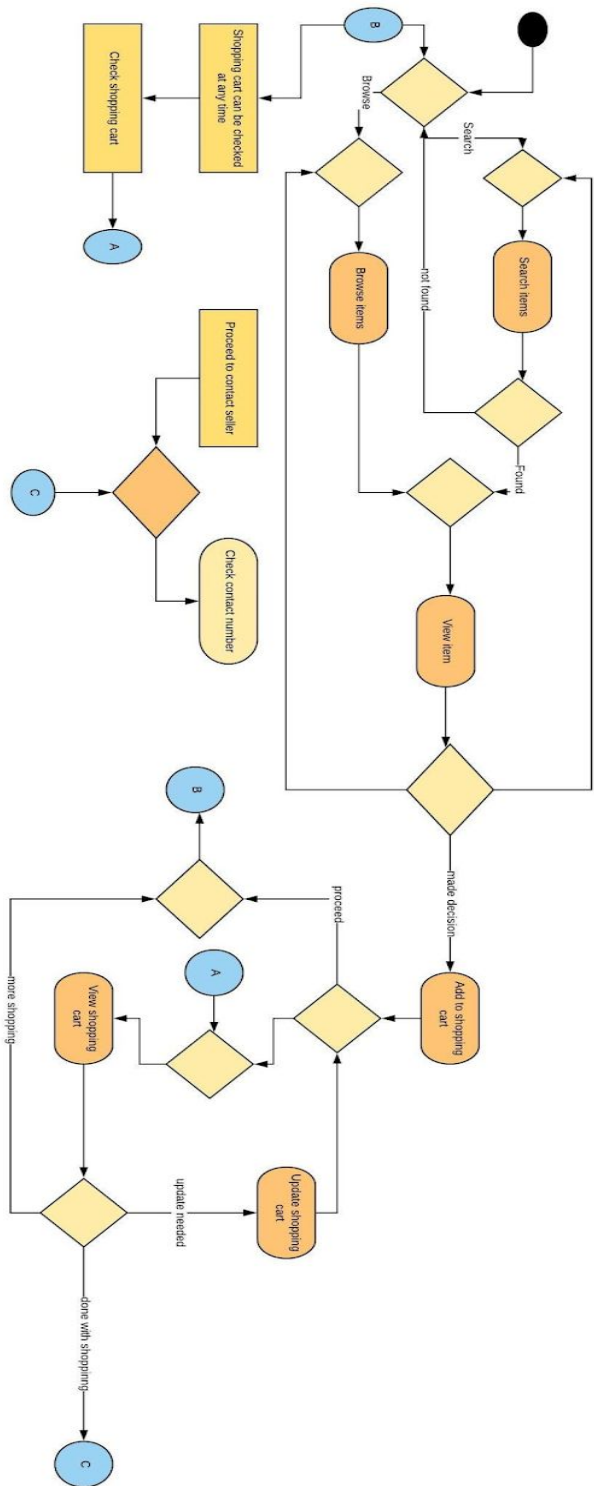 Search items
Found
Search
View item
made decision
Add to shopping
cart
not found
B
Browse
Browse items
proceed
Update shopping
cart
Shopping cart can be checked
at any time
Proceed to contact seller
Check contact number
A
B
update needed
Check shopping cart
A
View shopping
cart
done with shoppinng
C
C
more shopping